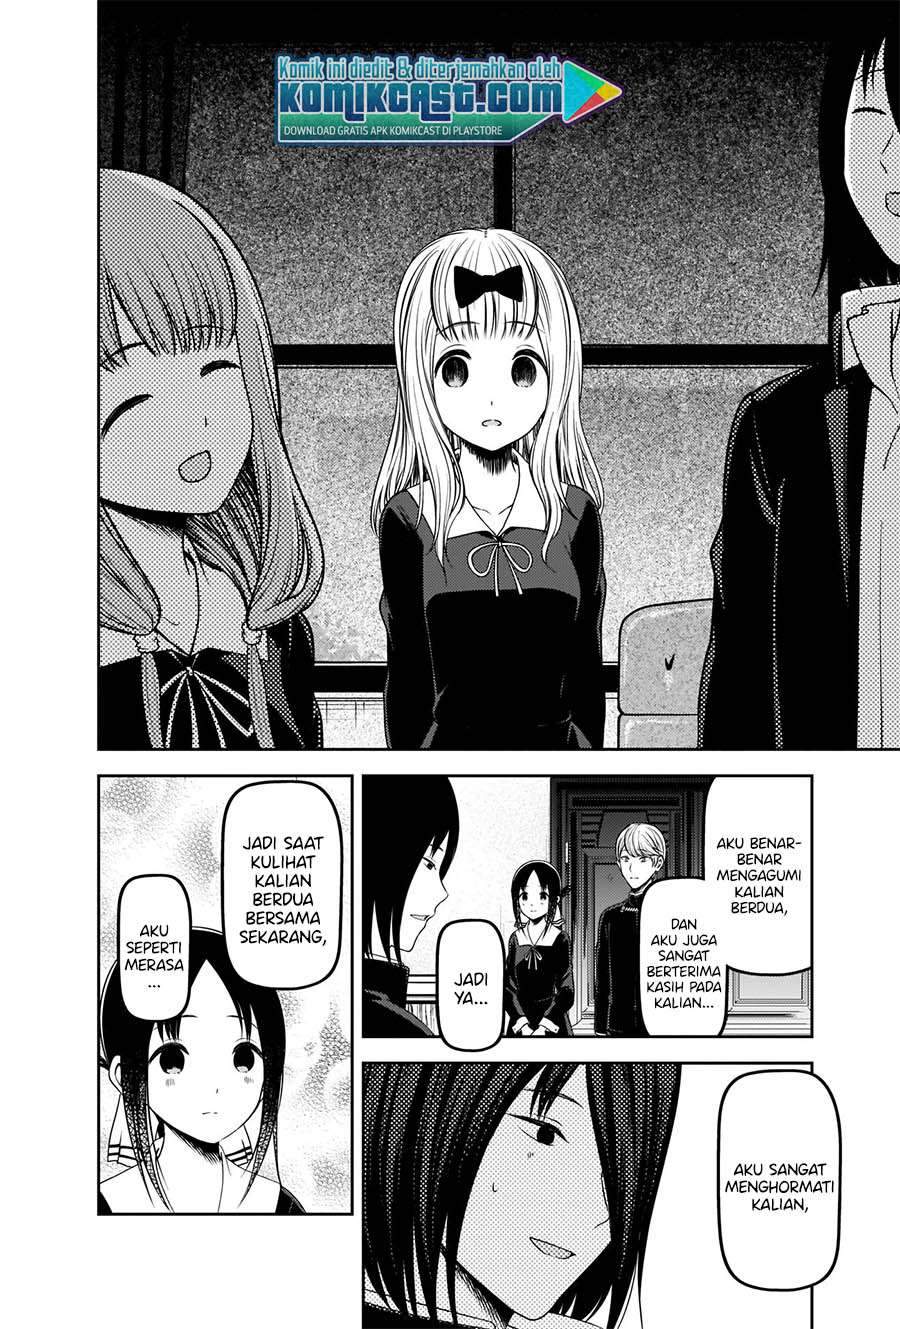 Komik ini diedit & diterjemahkan oleh
KOMIKCAST.COM
DOWNLOAD GRATIS APK KOMIKCAST DI PLAYSTORE
AKU BENAR-
BENAR
MENGAGUMI
KALIAN
BERDUA,
DAN
AKU JUGA
SANGAT
BERTERIMA
KASIH PADA
KALIAN...
JADI
YA...
AKU SANGAT
MENGHORMATI
KALIAN,
JADI SAAT
KULIHAT
KALIAN
BERDUA
BERSAMA
SEKARANG,
AKU
SEPERTI
MERASA
...